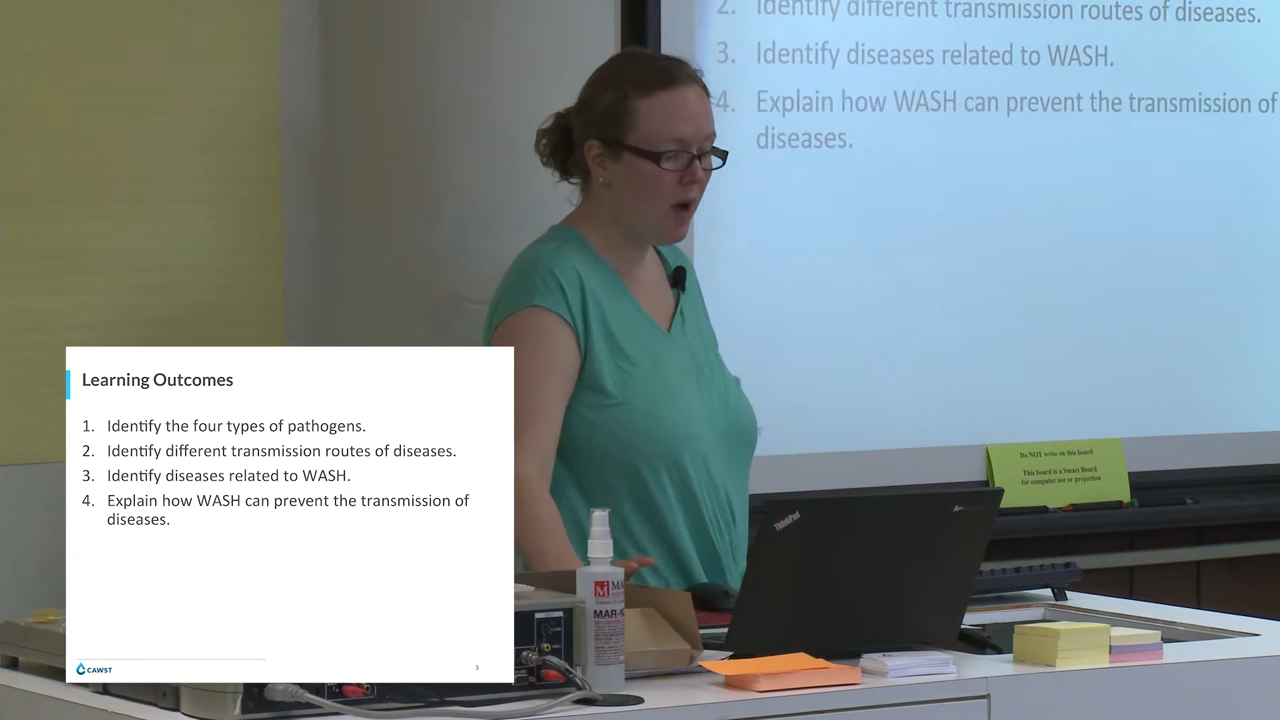 2. Identify different transmission routes of diseases.
3. Identify diseases related to WASH.
4. Explain how WASH can prevent the transmission of
diseases.
Learning Outcomes
1. Identify the four types of pathogens.
2. Identify different transmission routes of diseases.
3. Identify diseases related to WASH.
4. Explain how WASH can prevent the transmission of
diseases.
CAWST
3
Do NOT write on this board
This board is a Smart Board
for computer use or projection
ThinkPad
MAR-